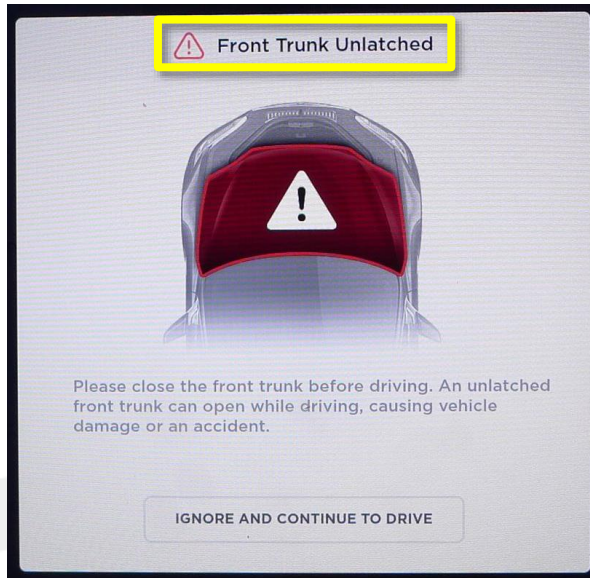 Front Trunk Unlatched
Please close the front trunk before driving. An unlatched
front trunk can open while driving, causing vehicle
damage or an accident.
IGNORE AND CONTINUE TO DRIVE